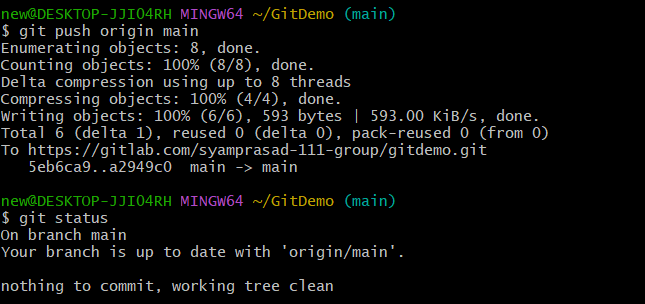 new@DESKTOP-JJIO4RH MINGW64 ~/GitDemo (main)
$ git push origin main
Enumerating objects: 8, done.
Counting objects: 100% (8/8), done.
Delta compression using up to 8 threads
Compressing objects: 100% (4/4), done.
Writing objects: 100% (6/6), 593 bytes | 593.00 KiB/s, done.
Total 6 (delta 1), reused 0 (delta 0), pack-reused 0 (from 0)
To https://gitlab.com/syamprasad-111-group/gitdemo.git
   5eb6ca9..a2949c0  main -> main

new@DESKTOP-JJIO4RH MINGW64 ~/GitDemo (main)
$ git status
On branch main
Your branch is up to date with 'origin/main'.

nothing to commit, working tree clean